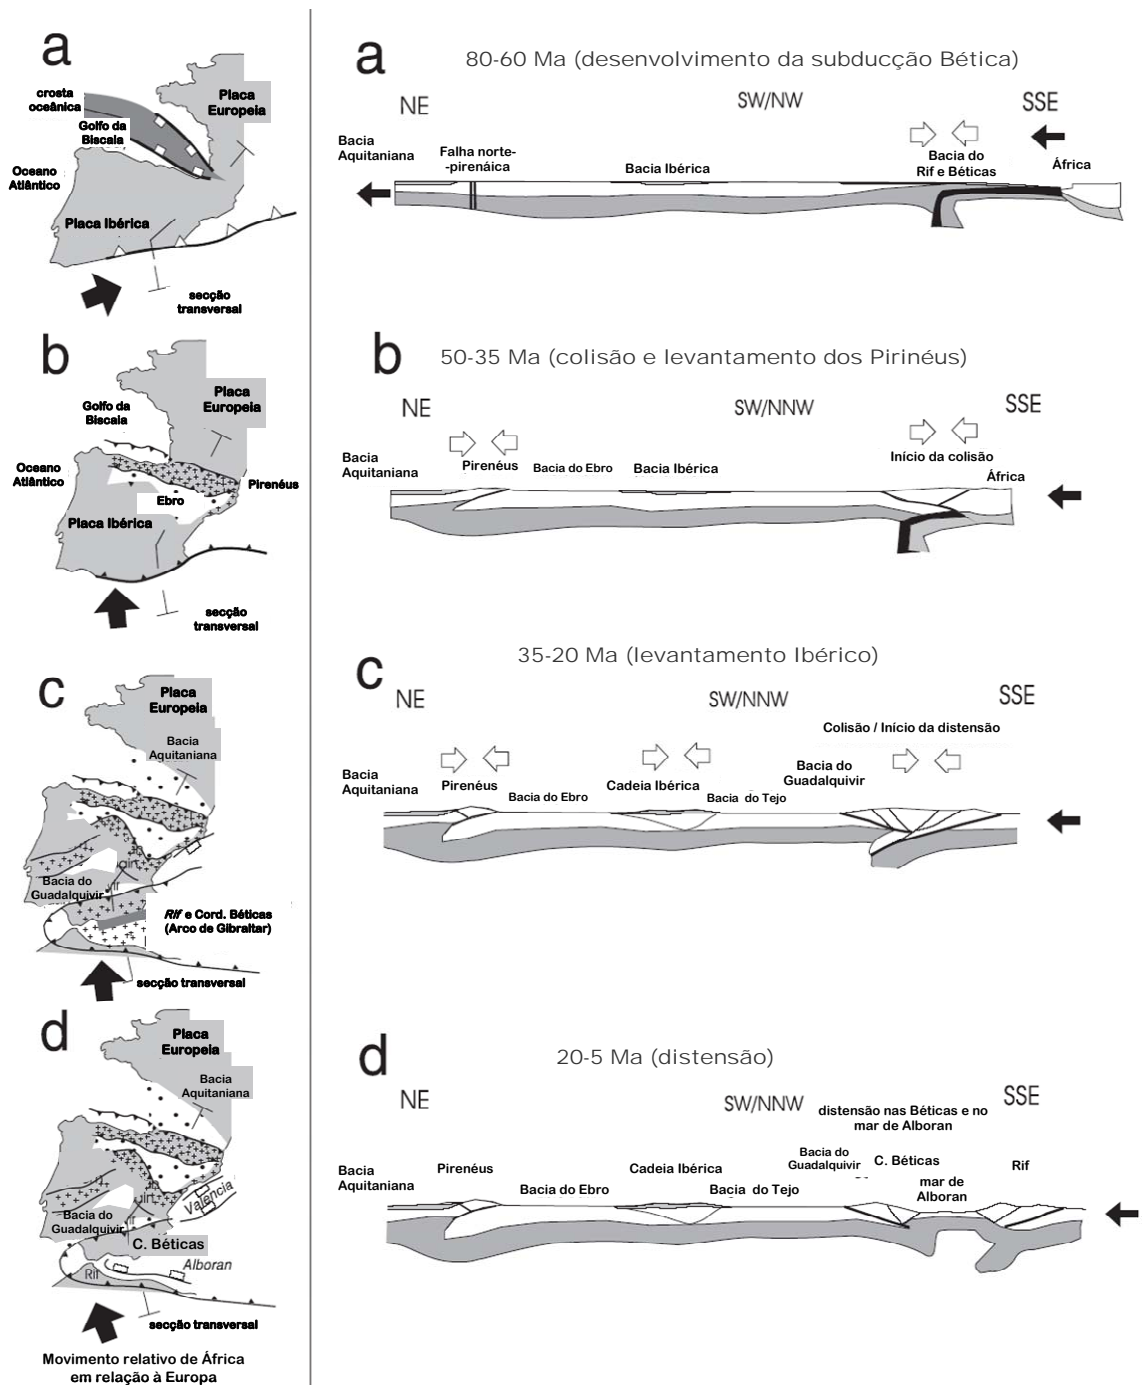 a
crosta
oceânica
Placa
Europeia
Golfo da
Biscaia
Oceano
Atlântico
Placa Ibérica
secção
transversal
b
Placa
Europeia
Golfo da
Biscaia
Oceano
Atlântico
Pirenéus
Ebro
Placa Ibérica
secção
transversal
c
Placa
Europeia
Bacia
Aquitaniana
Bacia do
Guadalquivir
Rif e Cord. Béticas
(Arco de Gibraltar)
secção transversal
d
Placa
Europeia
Bacia
Aquitaniana
Valência
Bacia do
Guadalquivir
C. Béticas
Alboran
Rif
secção transversal
Movimento relativo de África
em relação à Europa
a
80-60 Ma (desenvolvimento da subducção Bética)
NE
SW/NW
SSE
Bacia
Aquitaniana
Falha norte-
-pirenáica
Bacia Ibérica
Bacia do
Rif e Béticas
África
b
50-35 Ma (colisão e levantamento dos Pirinéus)
NE
SW/NNW
SSE
Bacia
Aquitaniana
Pirenéus
Bacia do Ebro
Bacia Ibérica
Início da colisão
África
c
35-20 Ma (levantamento Ibérico)
NE
SW/NNW
SSE
Colisão / Início da distensão
Bacia
Aquitaniana
Pirenéus
Bacia do Ebro
Cadeia Ibérica
Bacia do Tejo
Bacia do
Guadalquivir
d
20-5 Ma (distensão)
NE
SW/NNW
SSE
distensão nas Béticas e no
mar de Alboran
Bacia
Aquitaniana
Pirenéus
Bacia do Ebro
Cadeia Ibérica
Bacia do Tejo
Bacia do
Guadalquivir
C. Béticas
mar de
Alboran
Rif